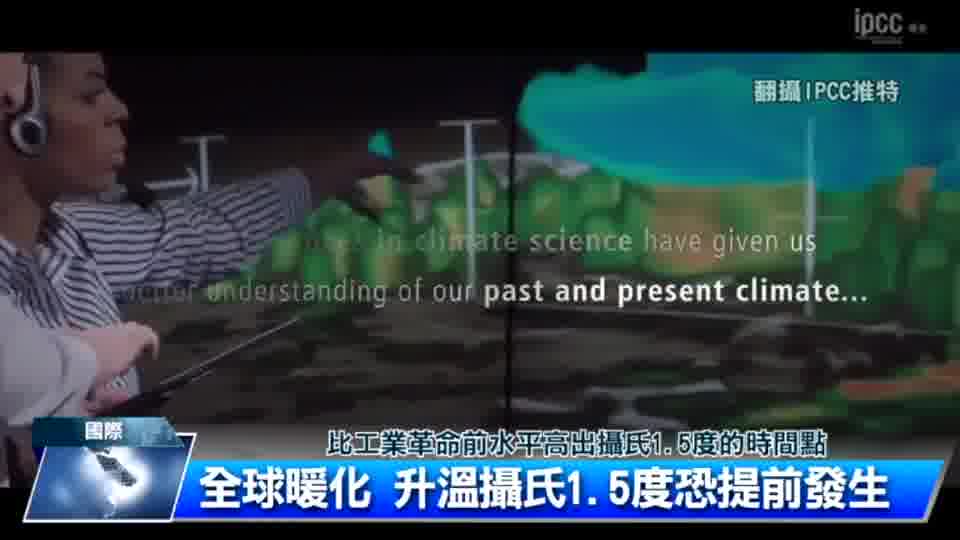 ipcc
翻攝IPCC推特
in climate science have given us
understanding of our past and present climate...
國際
比工業革命前水平高出攝氏1.5度的時間點
全球暖化 升溫攝氏1.5度恐提前發生